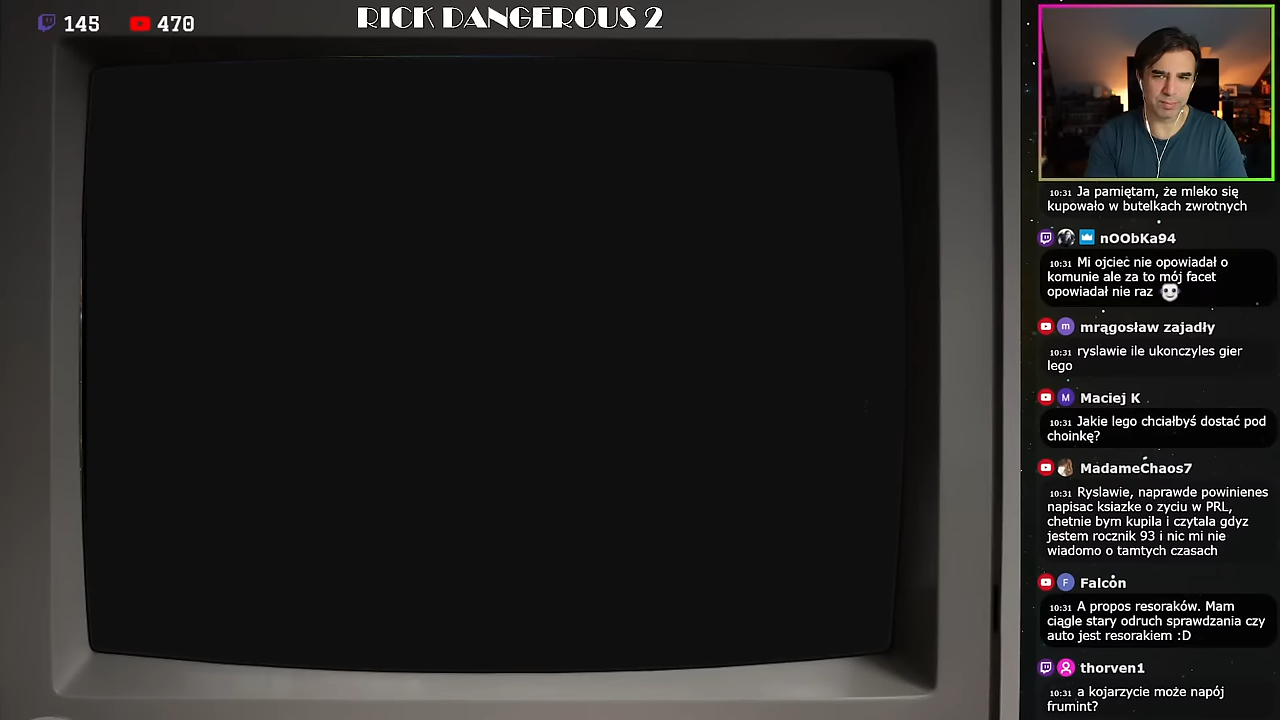 145
470
RICK DANGEROUS 2
10:31 Ja pamiętam, że mleko się
kupowało w butelkach zwrotnych
nOObKa94
10:31 Mi ojciec nie opowiadał o
komunie ale za to mój facet
opowiadał nie raz
m
mrągosław zajadły
10:31 ryslawie ile ukonczyles gier
lego
M
Maciej K
10:31 Jakie lego chciałbyś dostać pod
choinkę?
MadameChaos7
10:31 Ryslawie, naprawde powinienes
napisac ksiazke o zyciu w PRL,
chetnie bym kupila i czytala gdyz
jestem rocznik 93 i nic mi nie
wiadomo o tamtych czasach
F
Falcon
10:31 A propos resoraków. Mam
ciągle stary odruch sprawdzania czy
auto jest resorakiem :D
thorven1
10:31 a kojarzycie może napój
frumint?